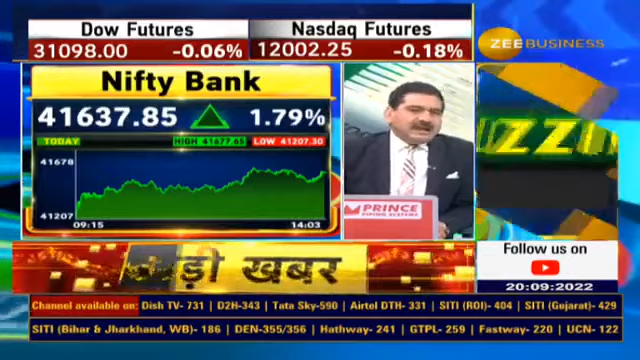 Dow Futures
31098.00 -0.06%
Nasdaq Futures
12002.25 -0.18%
ZEE BUSINESS
Nifty Bank
41637.85 1.79%
TODAY HIGH 41677.65 LOW 41207.30
41678
41207
09:15 14:03
PRINCE
PIPING SYSTEMS
खबर
Follow us on
20:09:2022
Channel available on: Dish TV- 731 | D2H-343 | Tata Sky-590 | Airtel DTH- 331 | SITI (ROI)- 404 | SITI (Gujarat)- 429
SITI (Bihar & Jharkhand, WB)- 186 | DEN-355/356 | Hathway- 241 | GTPL- 259 | Fastway- 220 | UCN- 122